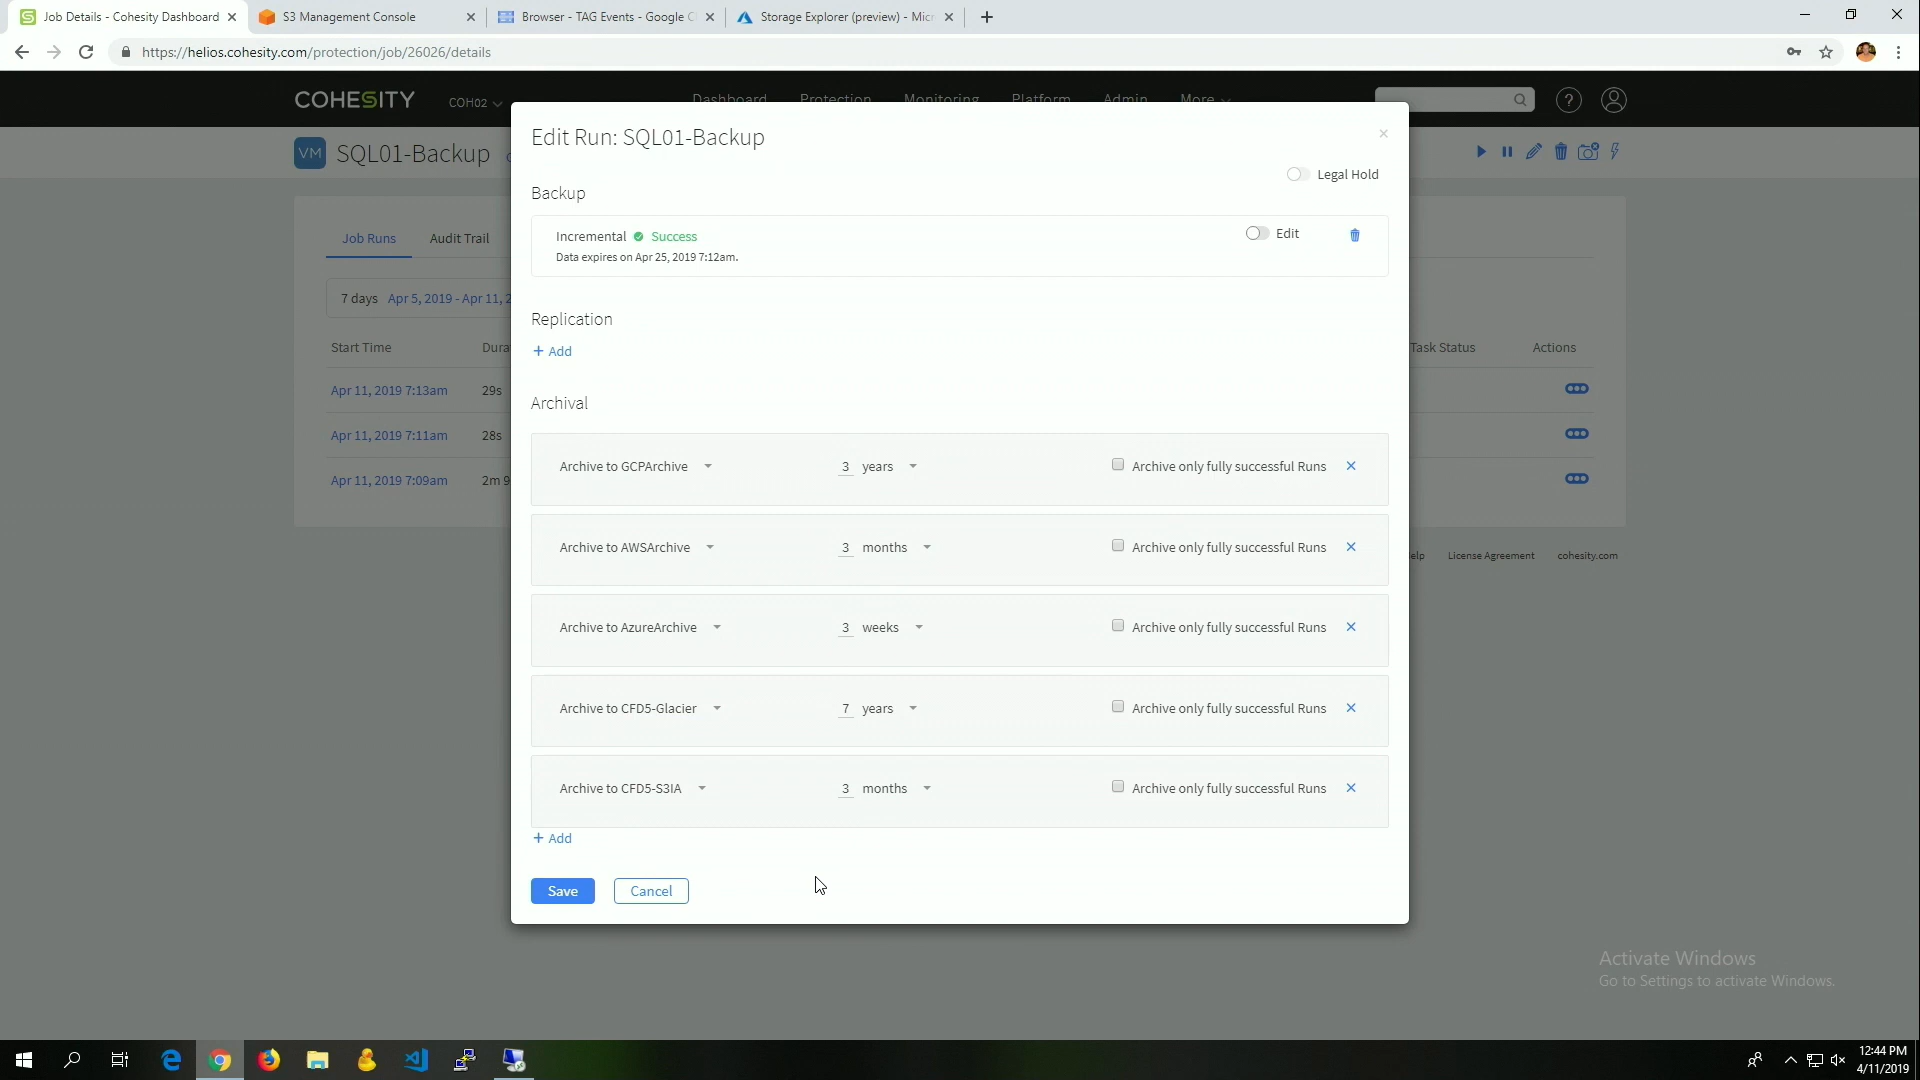 Job Details - Cohesity Dashboard
S3 Management Console
Browser - TAG Events - Google C
Storage Explorer (preview) - Micr
https://helios.cohesity.com/protection/job/26026/details
COHESITY
COH02
Dashboard
Protection
Monitoring
Platform
Admin
More
VM
SQL01-Backup
Job Runs
Audit Trail
7 days
Apr 5, 2019 - Apr 11, 2
Start Time
Dura
Task Status
Actions
Apr 11, 2019 7:13am
29s
Apr 11, 2019 7:11am
28s
Apr 11, 2019 7:09am
2m 9
elp
License Agreement
cohesity.com
Edit Run: SQL01-Backup
Legal Hold
Backup
Incremental
Success
Edit
Data expires on Apr 25, 2019 7:12am.
Replication
+ Add
Archival
Archive to GCPArchive
3 years
Archive only fully successful Runs
Archive to AWSArchive
3 months
Archive only fully successful Runs
Archive to AzureArchive
3 weeks
Archive only fully successful Runs
Archive to CFD5-Glacier
7 years
Archive only fully successful Runs
Archive to CFD5-S3IA
3 months
Archive only fully successful Runs
+ Add
Save
Cancel
Activate Windows
Go to Settings to activate Windows.
12:44 PM
4/11/2019